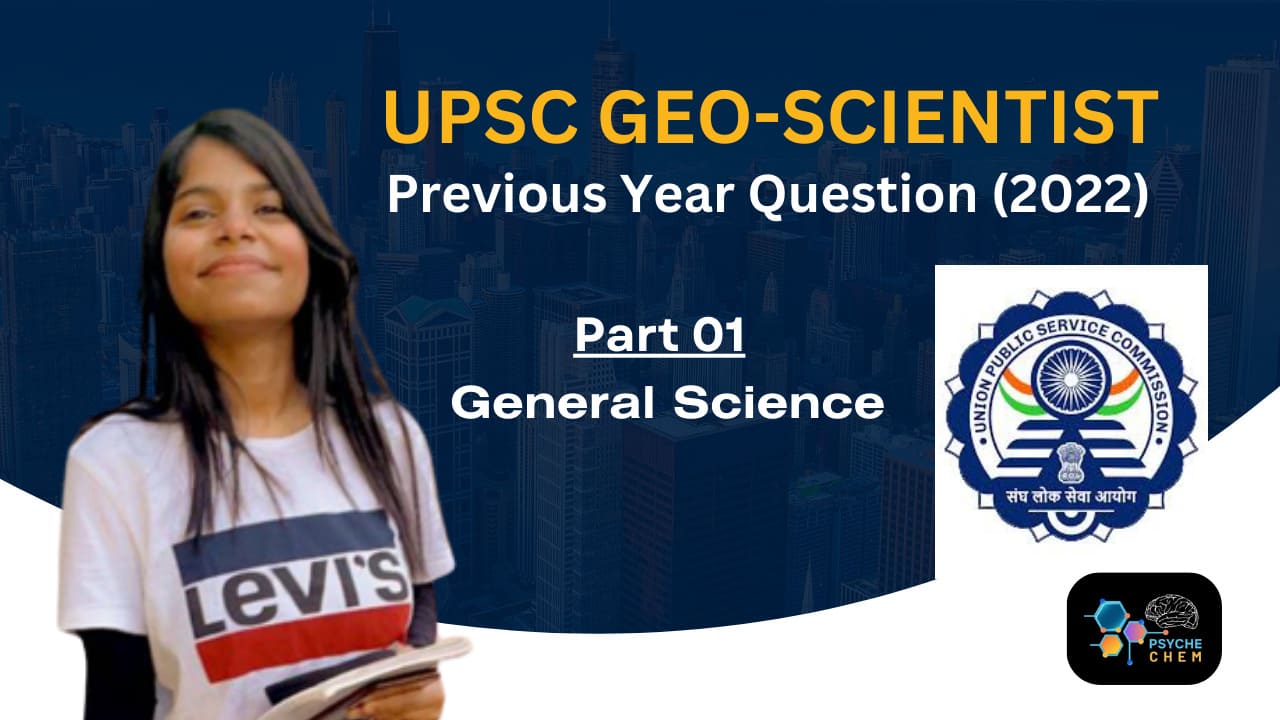 UPSC GEO-SCIENTIST
Previous Year Question (2022)
Part 01
General Science
• UNION PUBLIC SERVICE COMMISSION •
संघ लोक सेवा आयोग
LEVI'S
PSYCHE
CHEM